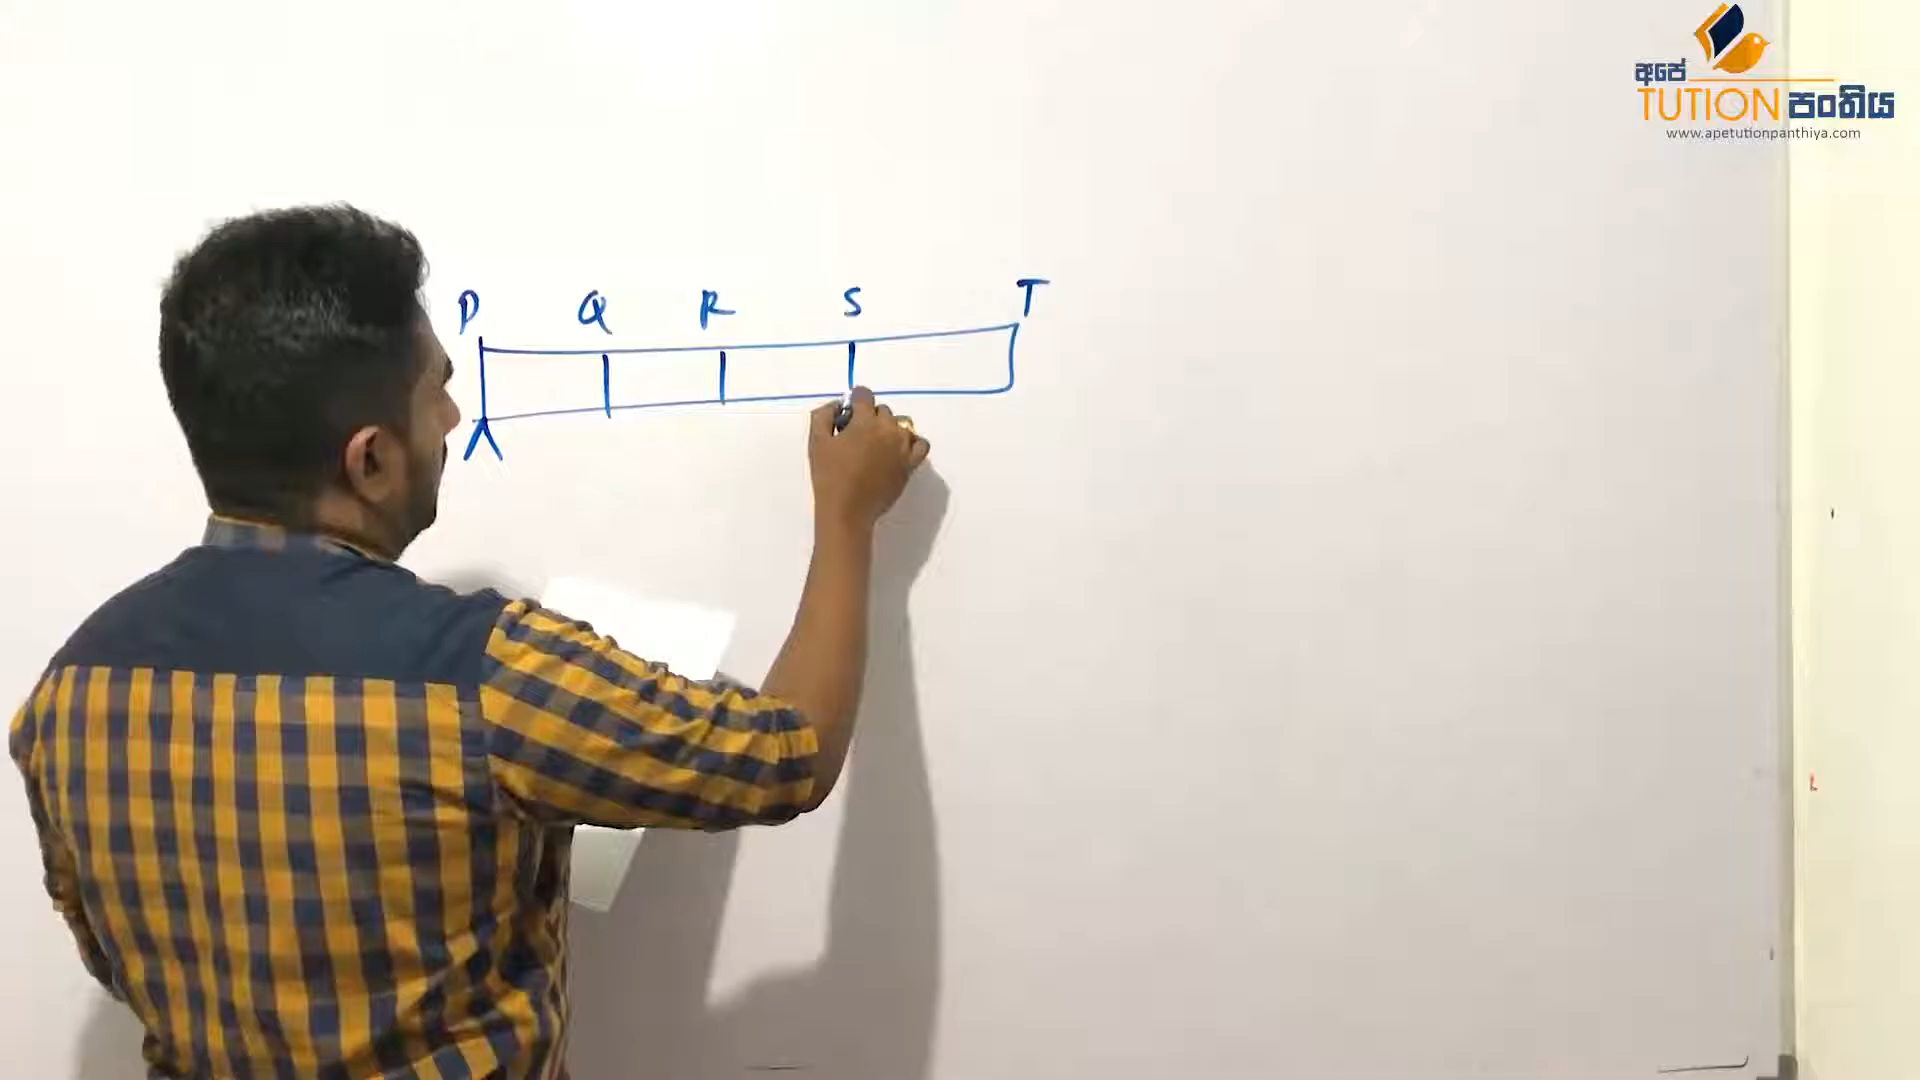 අපේ
TUTION පංතිය
www.apetutionpanthiya.com
P Q R S T